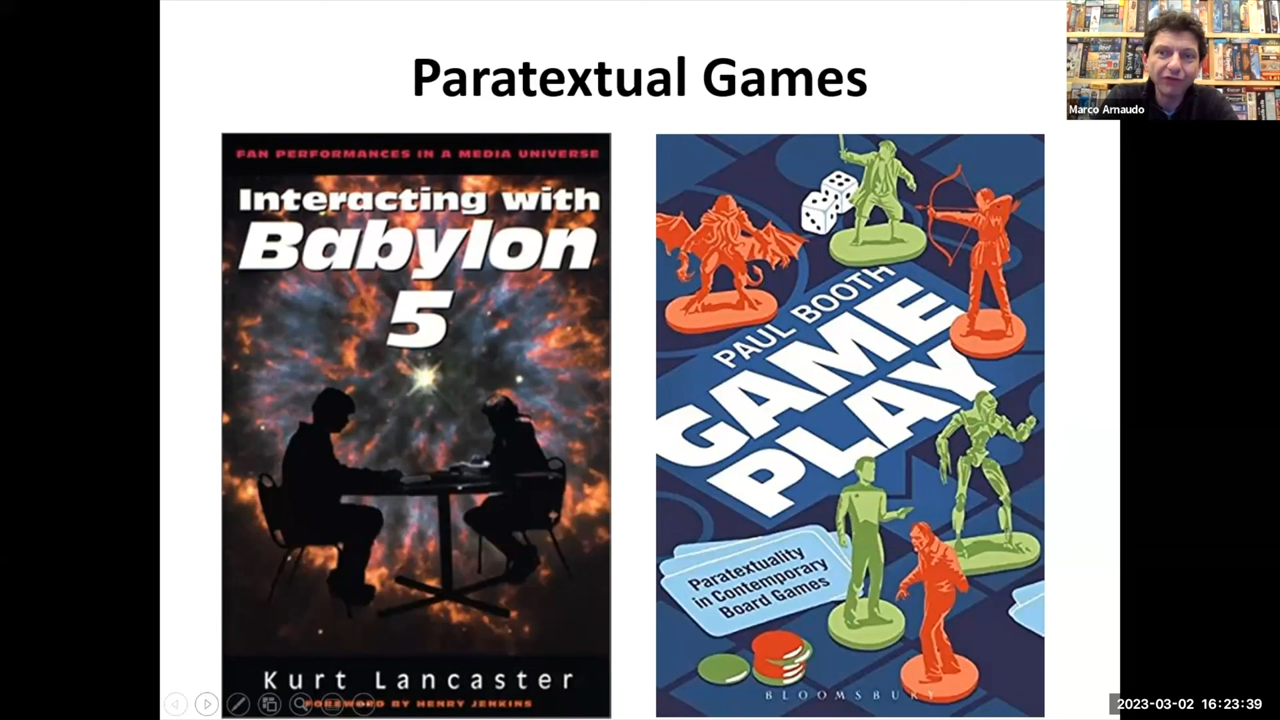 Paratextual Games
Marco Arnaudo
FAN PERFORMANCES IN A MEDIA UNIVERSE
Interacting with
Babylon
5
Kurt Lancaster
FOREWORD BY HENRY JENKINS
PAUL BOOTH
GAME
PLAY
Paratextuality
in Contemporary
Board Games
BLOOMSBURY
2023-03-02 16:23:39